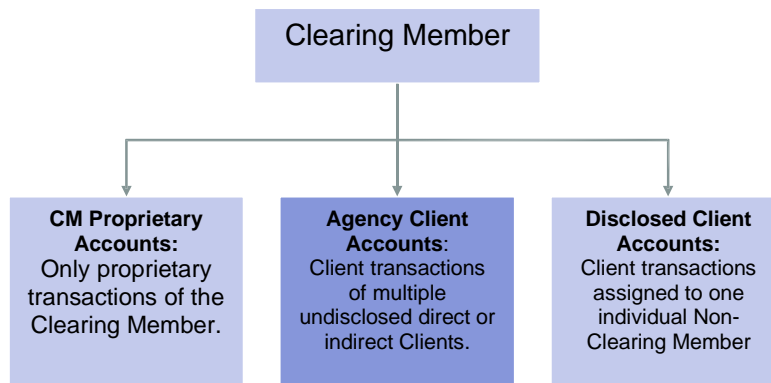 Clearing Member
CM Proprietary
Accounts:
Only proprietary
transactions of the
Clearing Member.
Agency Client
Accounts:
Client transactions
of multiple
undisclosed direct or
indirect Clients.
Disclosed Client
Accounts:
Client transactions
assigned to one
individual Non-
Clearing Member